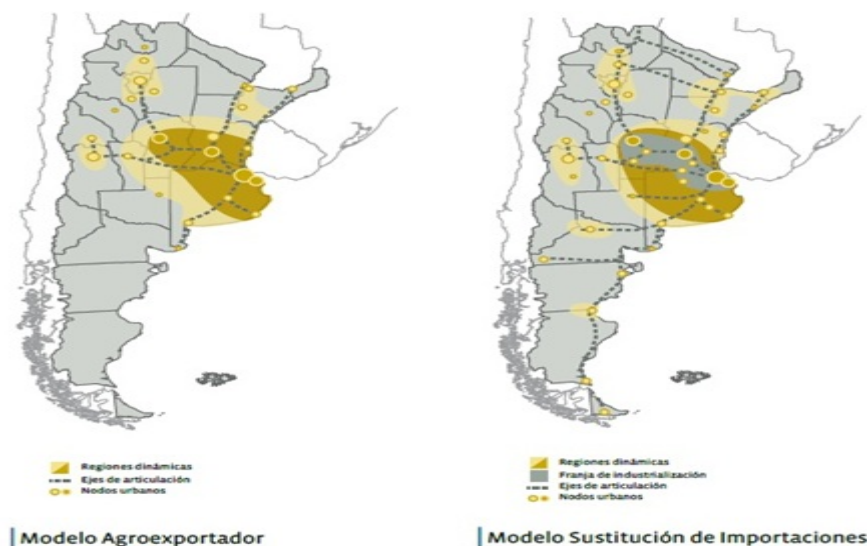 Regiones dinámicas
Ejes de articulación
Nodos urbanos
Modelo Agroexportador
Regiones dinámicas
Franja de industrialización
Ejes de articulación
Nodos urbanos
Modelo Sustitución de Importaciones